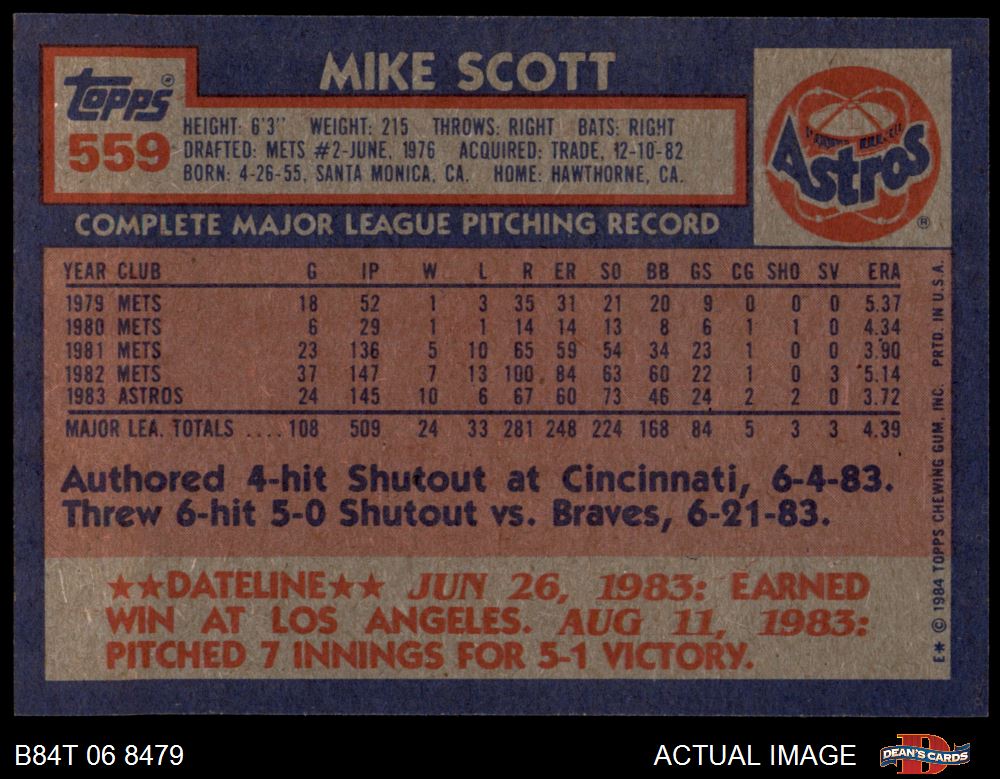 MIKE SCOTT
Topps®
559
HEIGHT: 6'3" WEIGHT: 215 THROWS: RIGHT BATS: RIGHT
DRAFTED: METS #2-JUNE, 1976 ACQUIRED: TRADE, 12-10-82
BORN: 4-26-55, SANTA MONICA, CA. HOME: HAWTHORNE, CA.
Astros
®
COMPLETE MAJOR LEAGUE PITCHING RECORD
YEAR CLUB G IP W L R ER SO BB GS CG SHO SV ERA
1979 METS 18 52 1 3 35 31 21 20 9 0 0 0 5.37
1980 METS 6 29 1 1 14 14 13 8 6 1 1 0 4.34
1981 METS 23 136 5 10 65 59 54 34 23 1 0 0 3.90
1982 METS 37 147 7 13 100 84 63 60 22 1 0 3 5.14
1983 ASTROS 24 145 10 6 67 60 73 46 24 2 2 0 3.72
MAJOR LEA. TOTALS .... 108 509 24 33 281 248 224 168 84 5 3 3 4.39
Authored 4-hit Shutout at Cincinnati, 6-4-83.
Threw 6-hit 5-0 Shutout vs. Braves, 6-21-83.
★★DATELINE★★ JUN 26, 1983: EARNED
WIN AT LOS ANGELES. AUG 11, 1983:
PITCHED 7 INNINGS FOR 5-1 VICTORY.
E* © 1984 TOPPS CHEWING GUM, INC. PRTD. IN U.S.A.
B84T 06 8479
ACTUAL IMAGE
DEAN'S CARDS